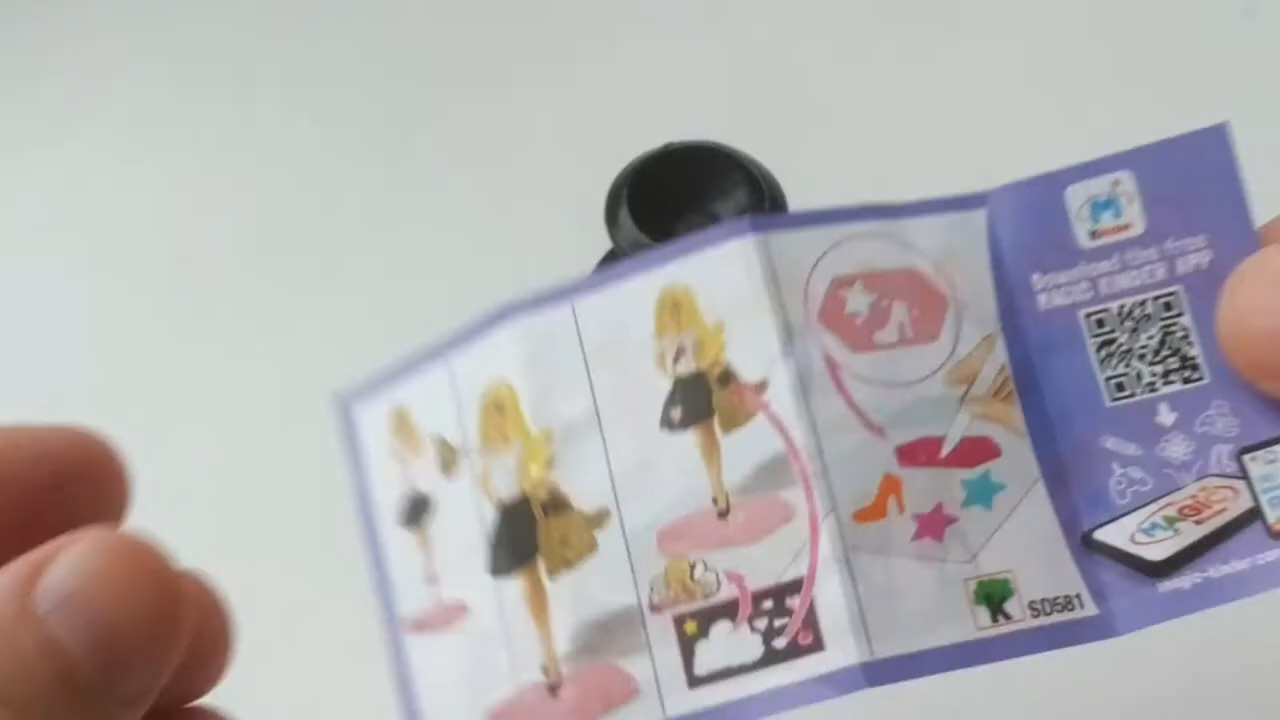 Kinder
Download the free
MAGIC KINDER APP
MAGIC
K
SD581